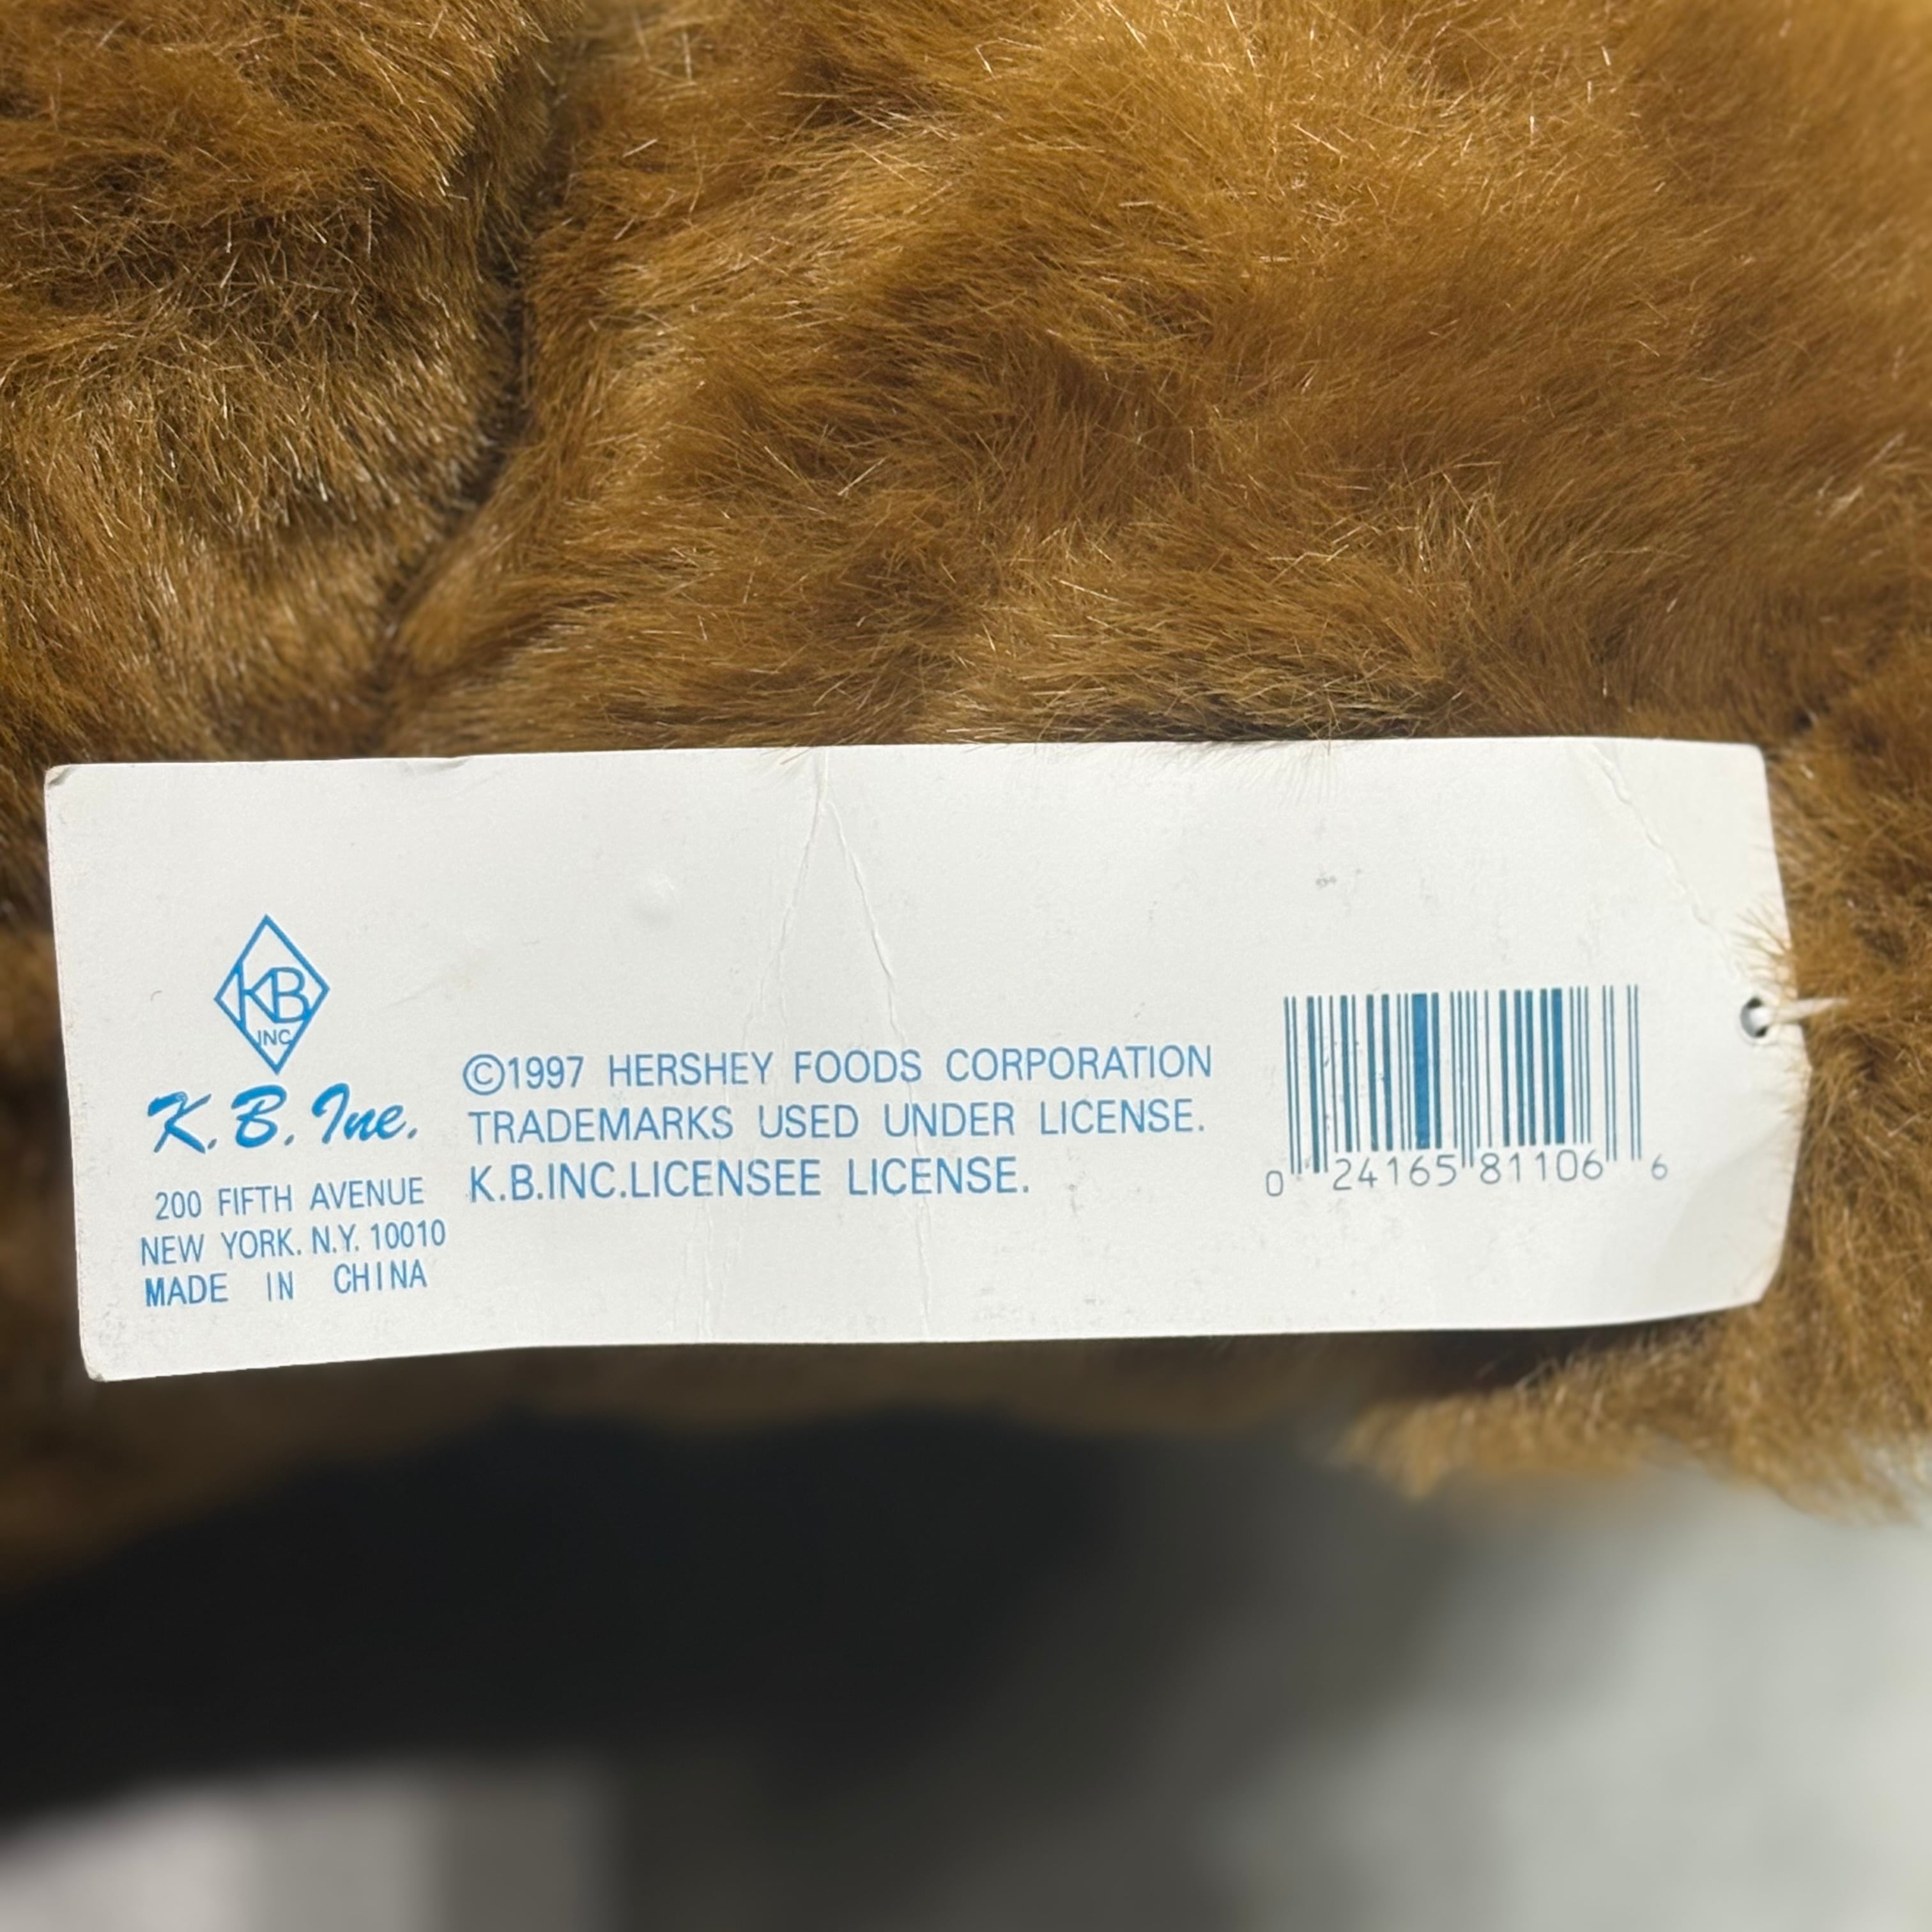 KB
INC
K.B. Inc.
200 FIFTH AVENUE
NEW YORK. N.Y. 10010
MADE IN CHINA
©1997 HERSHEY FOODS CORPORATION
TRADEMARKS USED UNDER LICENSE.
K.B.INC.LICENSEE LICENSE.
0 24165 81106 6